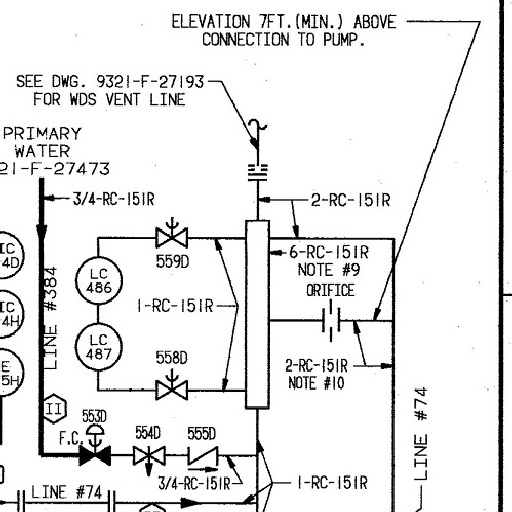 ELEVATION 7FT.(MIN.) ABOVE
CONNECTION TO PUMP.
SEE DWG. 9321-F-27193
FOR WDS VENT LINE
PRIMARY
WATER
21-F-27473
3/4-RC-151R
2-RC-151R
6-RC-151R
NOTE #9
ORIFICE
559D
IC
4D
LC
486
LINE #384
1-RC-151R
IC
4H
LC
487
558D
2-RC-151R
NOTE #10
E
5H
II
553D
F.C.
554D
555D
LINE #74
3/4-RC-151R
1-RC-151R
LINE #74